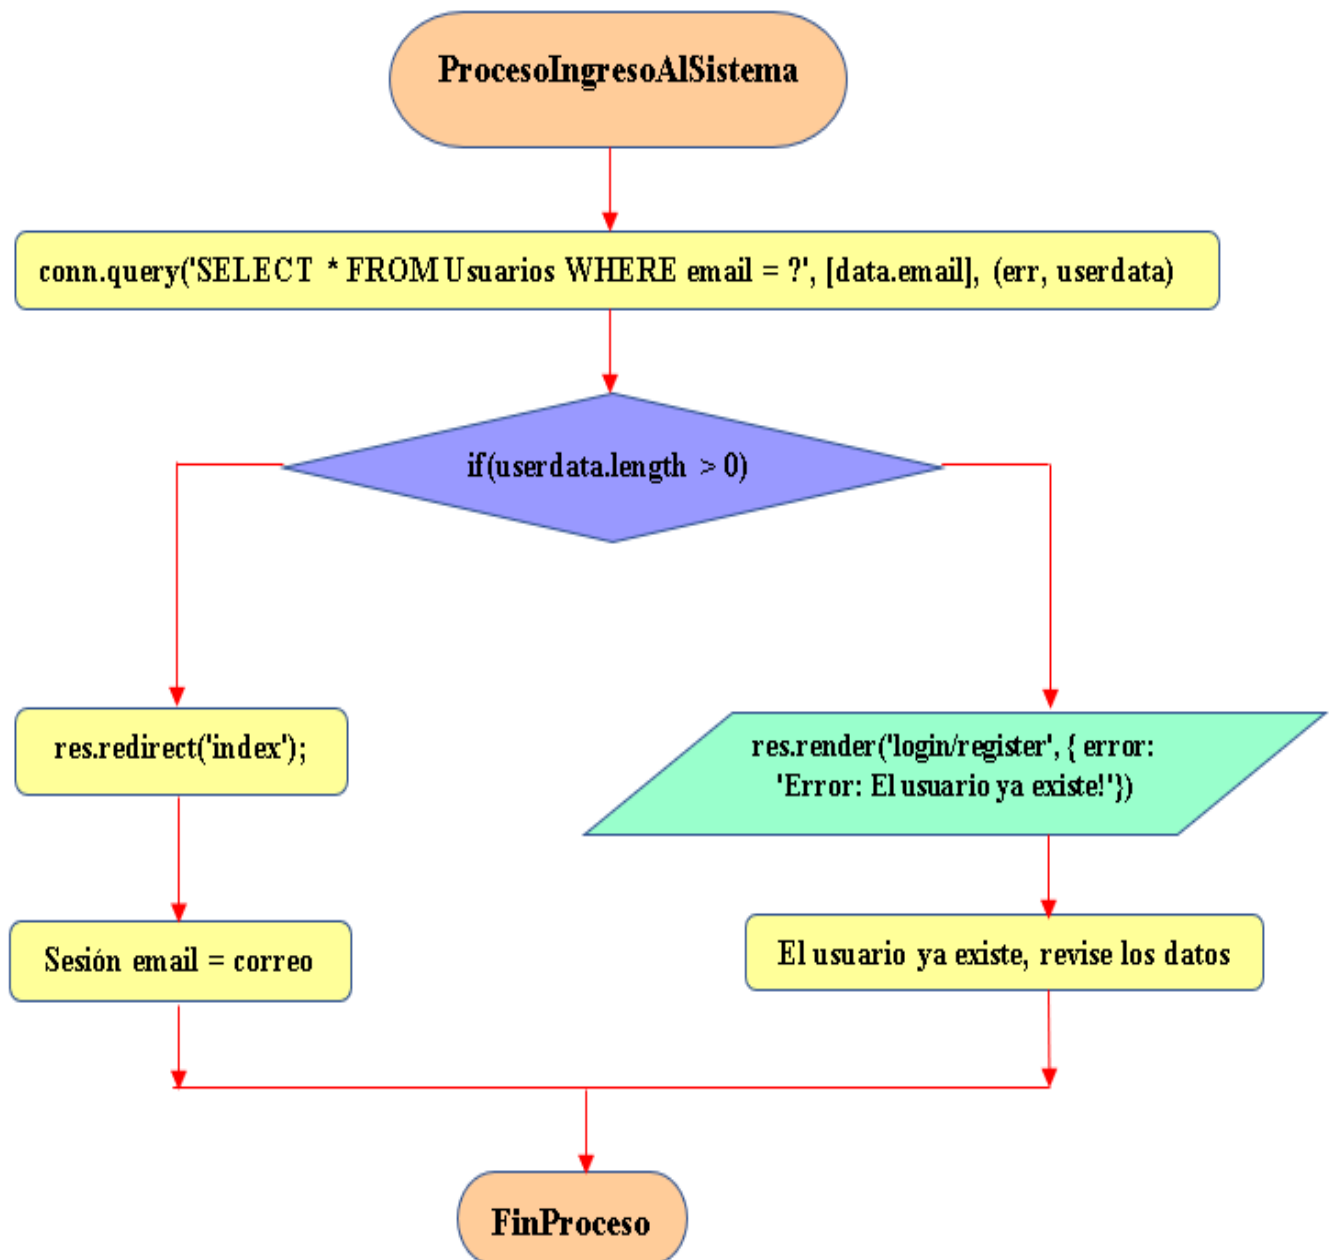 ProcesoIngresoAlSistema
conn.query('SELECT * FROM Usuarios WHERE email = ?', [data.email], (err, userdata)
if(userdata.length > 0)
res.redirect('index');
res.render('login/register', { error:
'Error: El usuario ya existe!'})
Sesión email = correo
El usuario ya existe, revise los datos
FinProceso